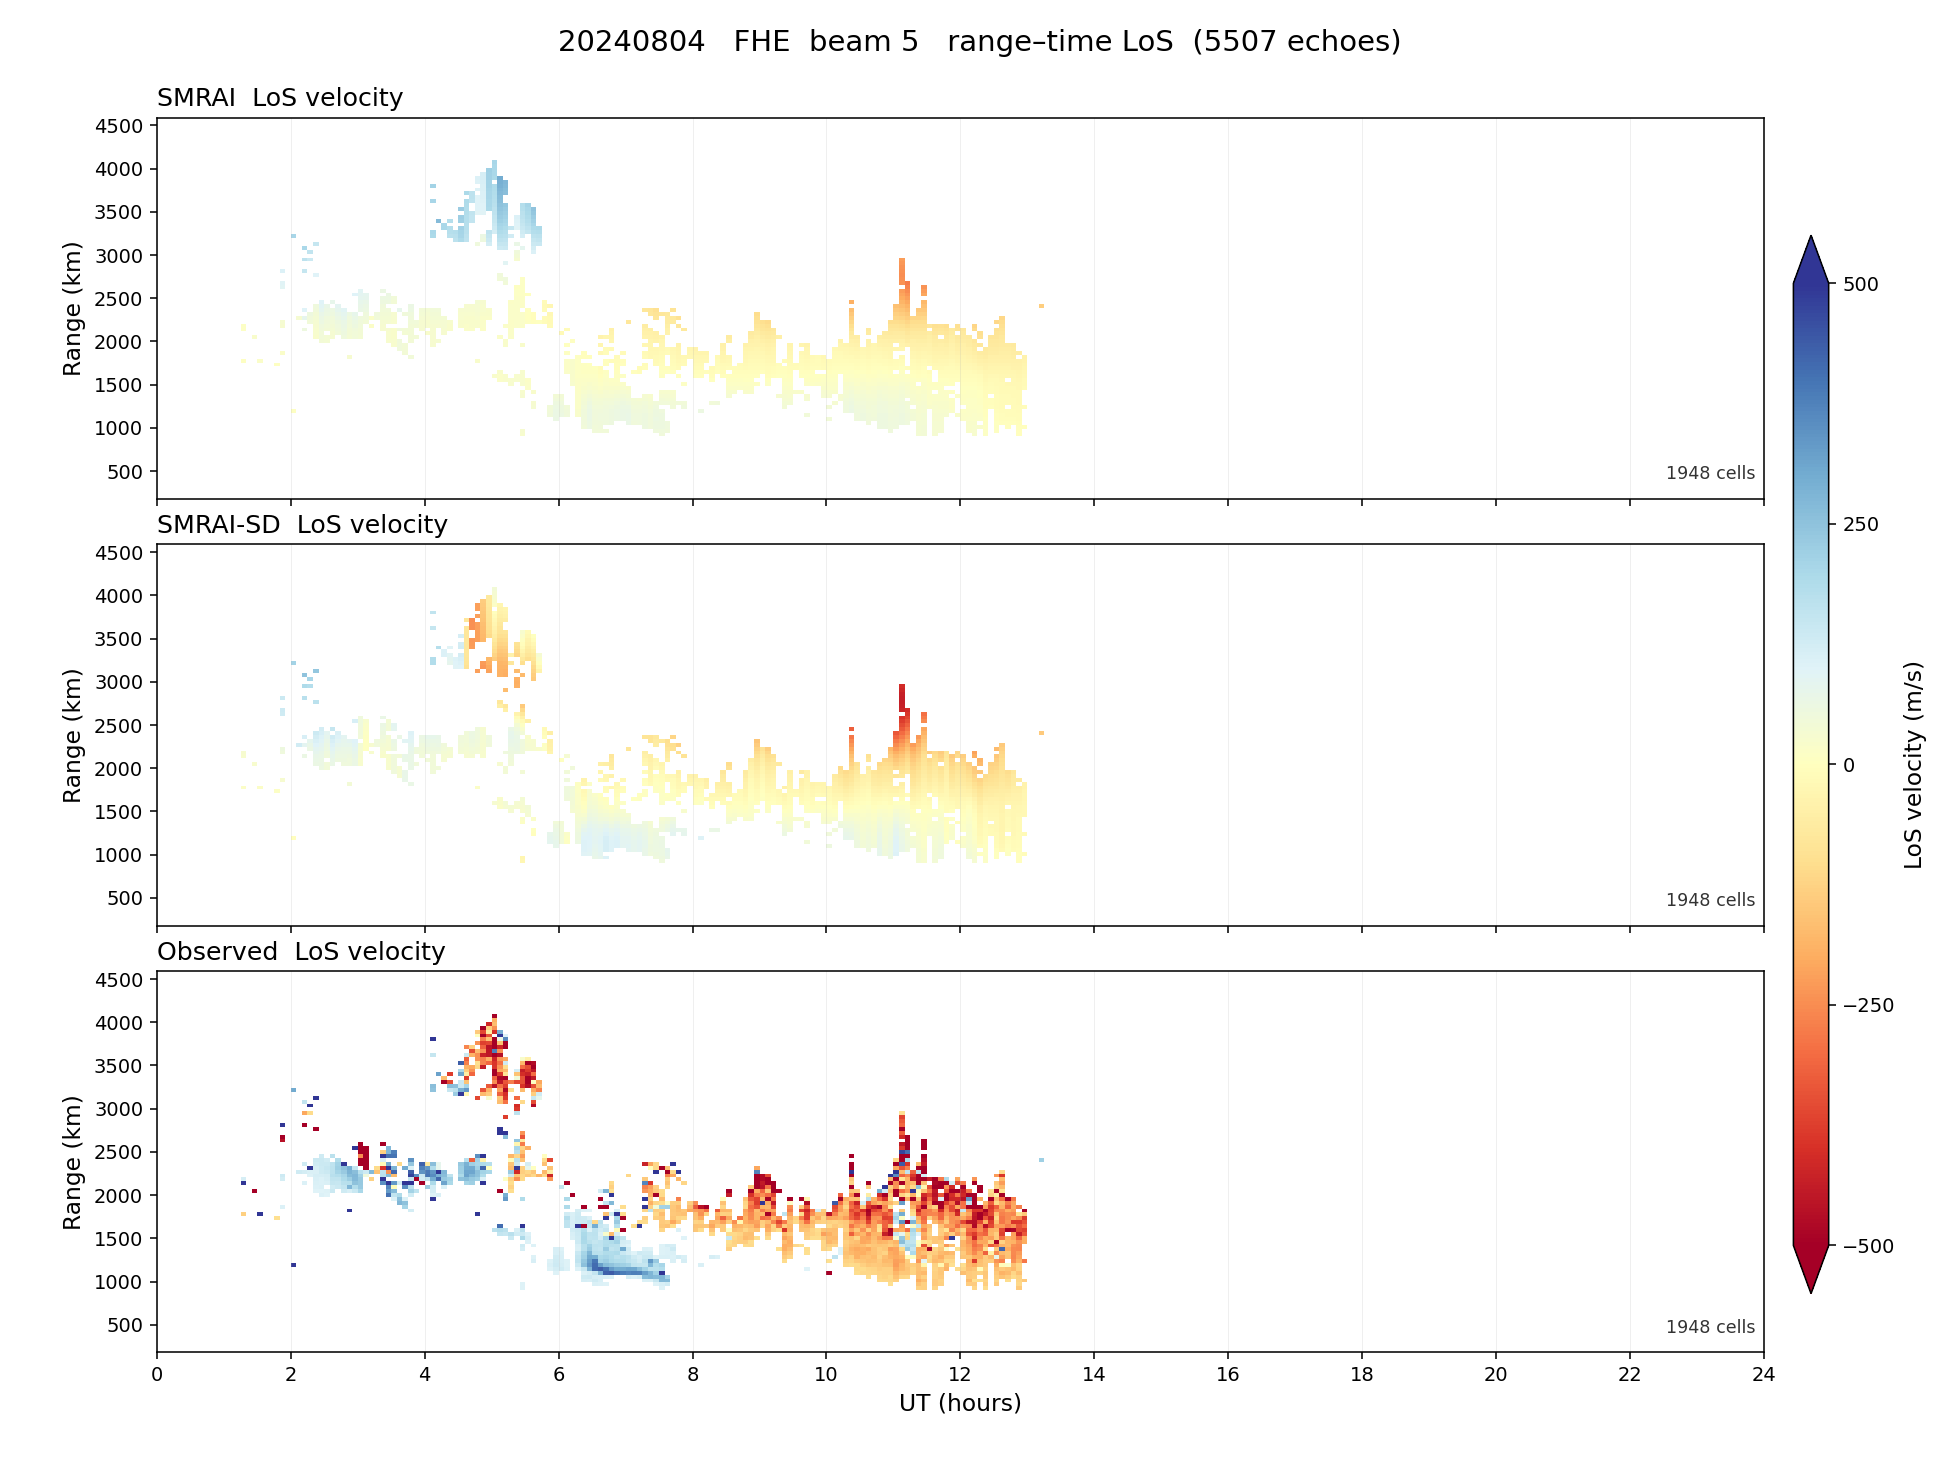 20240804   FHE  beam 5   range–time LoS  (5507 echoes)
SMRAI  LoS velocity
4500
4000
3500
3000
2500
2000
1500
1000
500
Range (km)
1948 cells
SMRAI-SD  LoS velocity
4500
4000
3500
3000
2500
2000
1500
1000
500
Range (km)
1948 cells
Observed  LoS velocity
4500
4000
3500
3000
2500
2000
1500
1000
500
Range (km)
1948 cells
0 2 4 6 8 10 12 14 16 18 20 22 24
UT (hours)
500
250
0
−250
−500
LoS velocity (m/s)